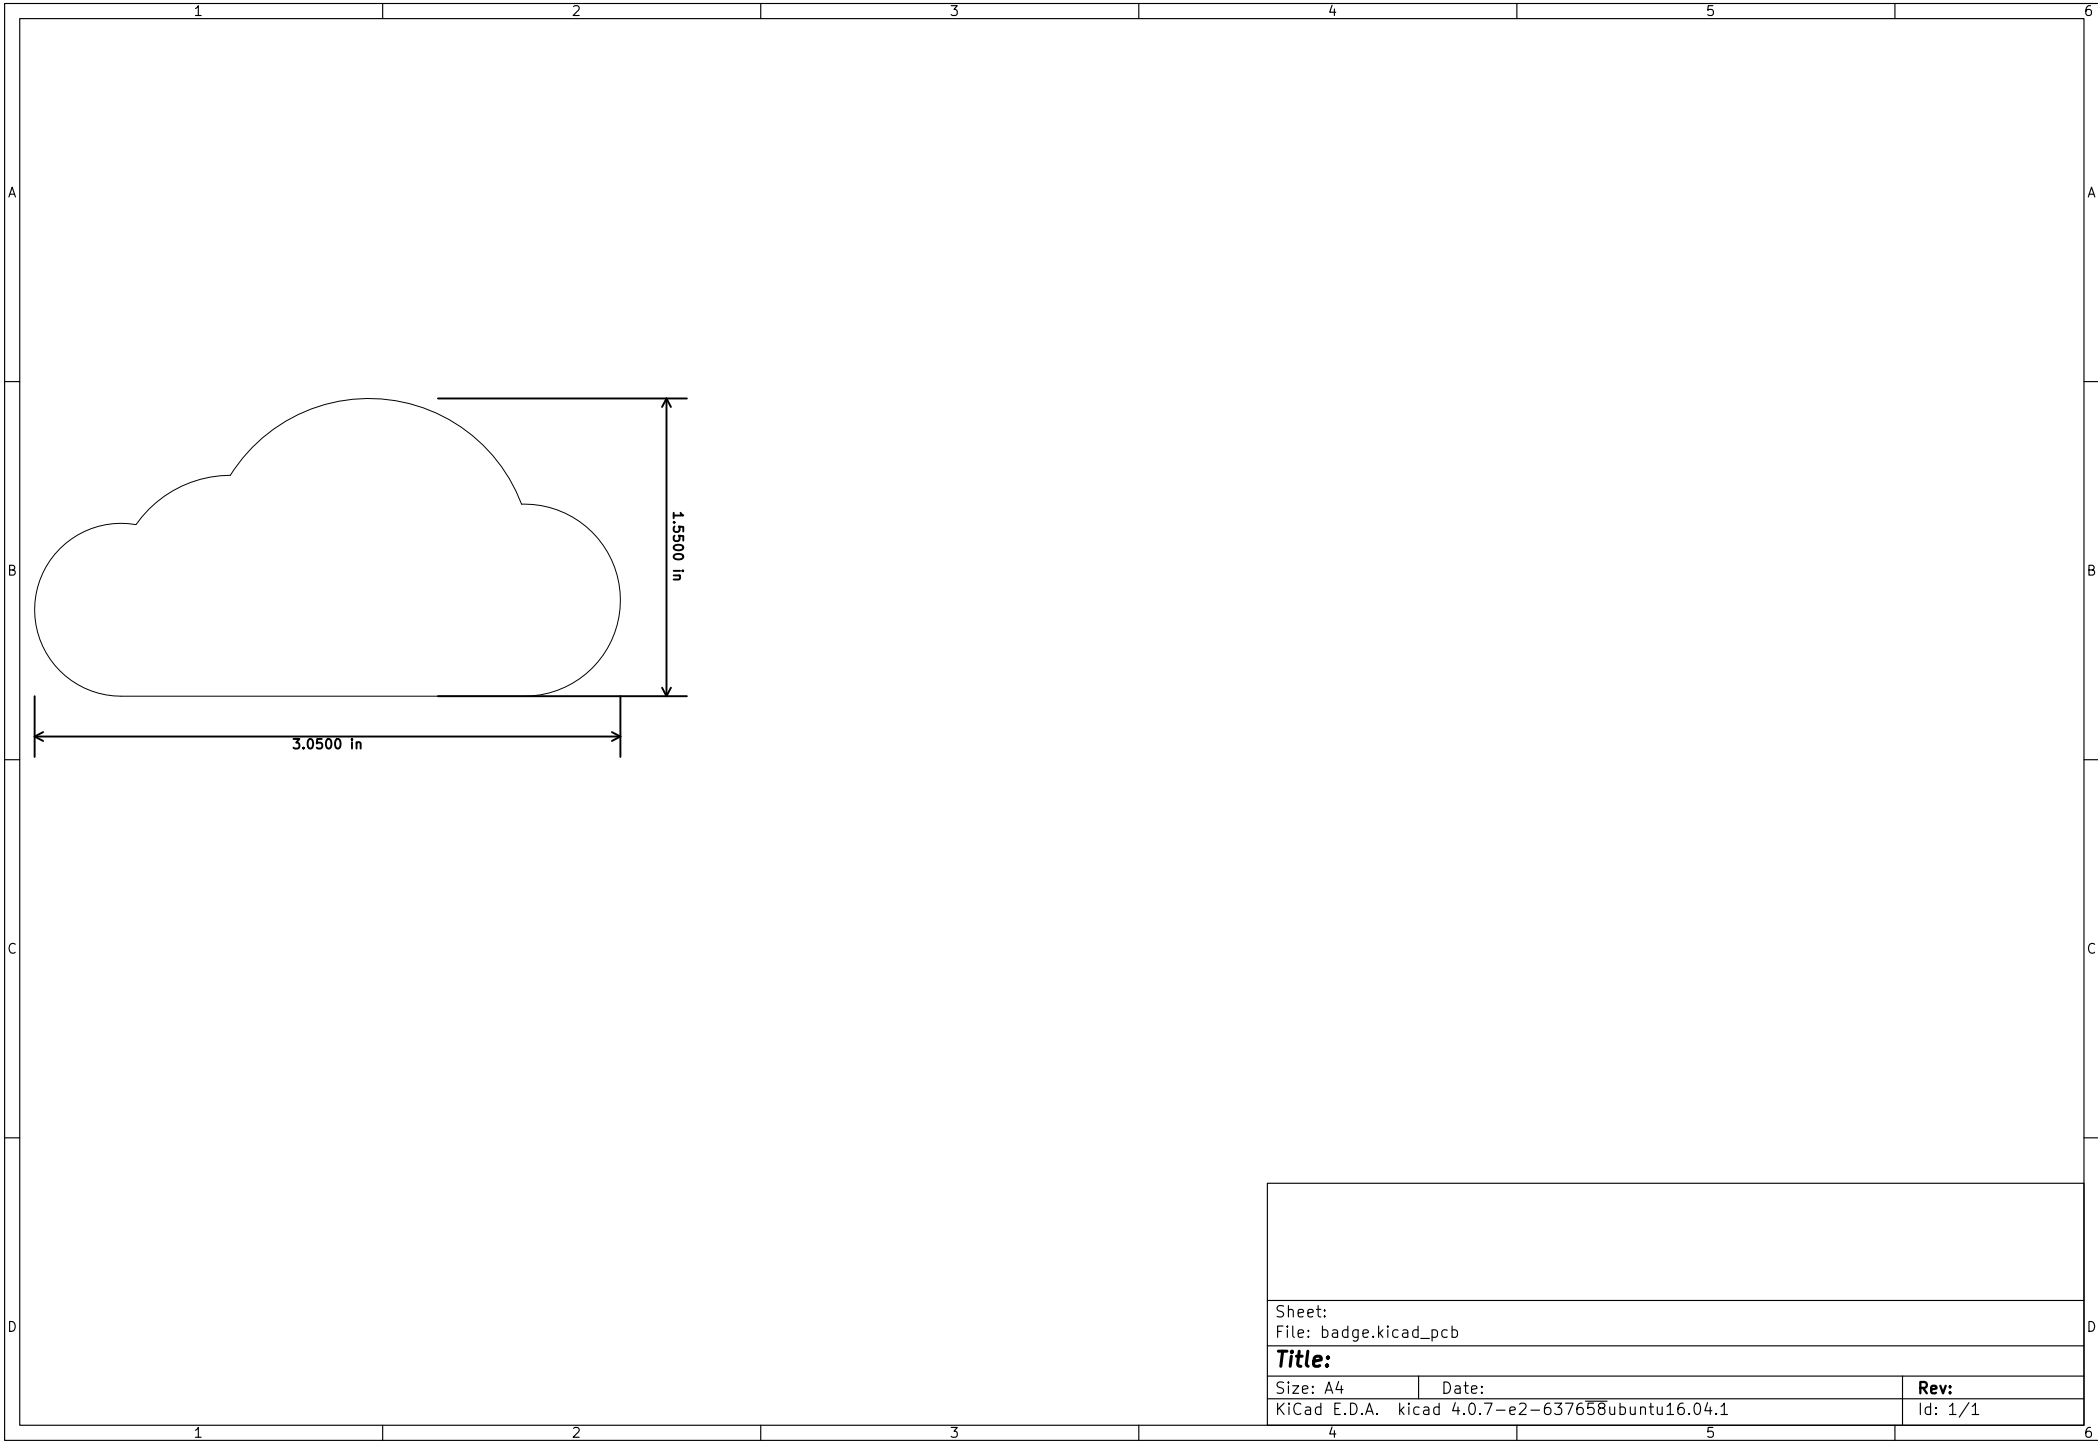 1 2 3 4 5 6
A A
1.5500 in
B B
3.0500 in
C C
Sheet:
D File: badge.kicad_pcb D
Title:
Size: A4 Date: Rev:
KiCad E.D.A. kicad 4.0.7-e2-637658ubuntu16.04.1 Id: 1/1
1 2 3 4 5 6